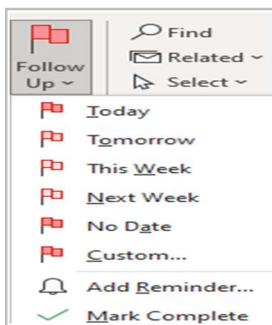 Follow Up
Find
Related
Select
Today
Tomorrow
This Week
Next Week
No Date
Custom...
Add Reminder...
Mark Complete